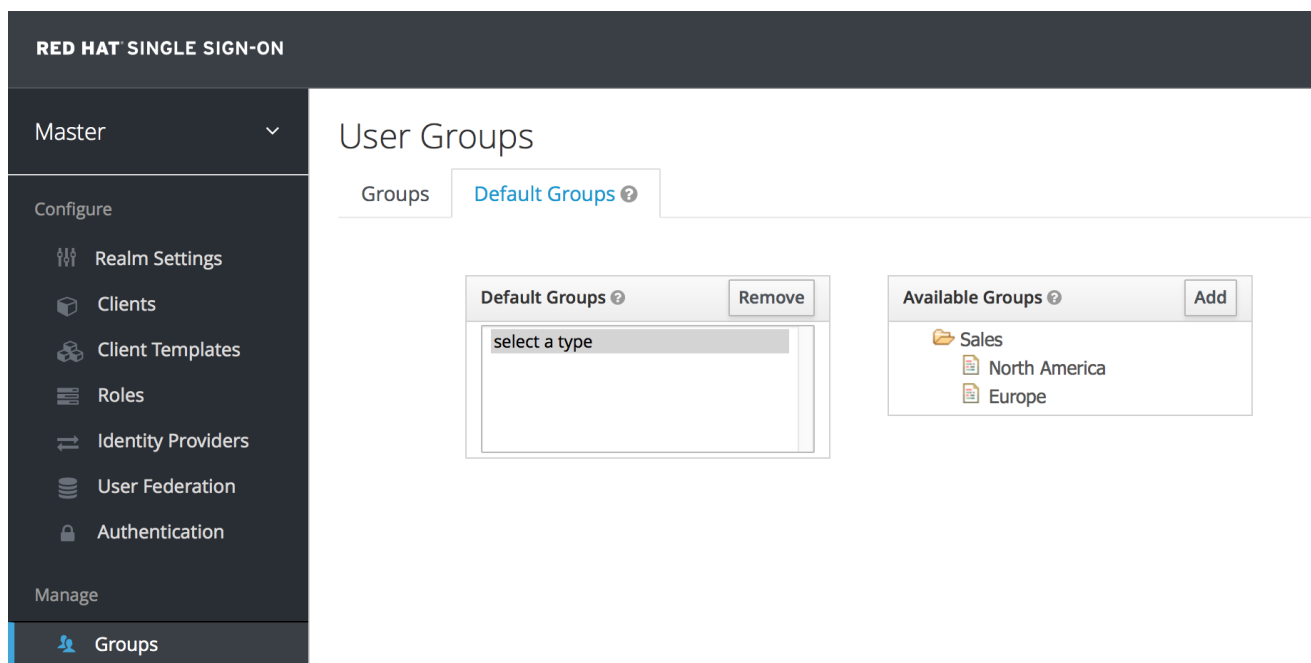 RED HAT® SINGLE SIGN-ON
Master
Configure
Realm Settings
Clients
Client Templates
Roles
Identity Providers
User Federation
Authentication
Manage
Groups
User Groups
Groups
Default Groups
Default Groups
Remove
select a type
Available Groups
Add
Sales
North America
Europe